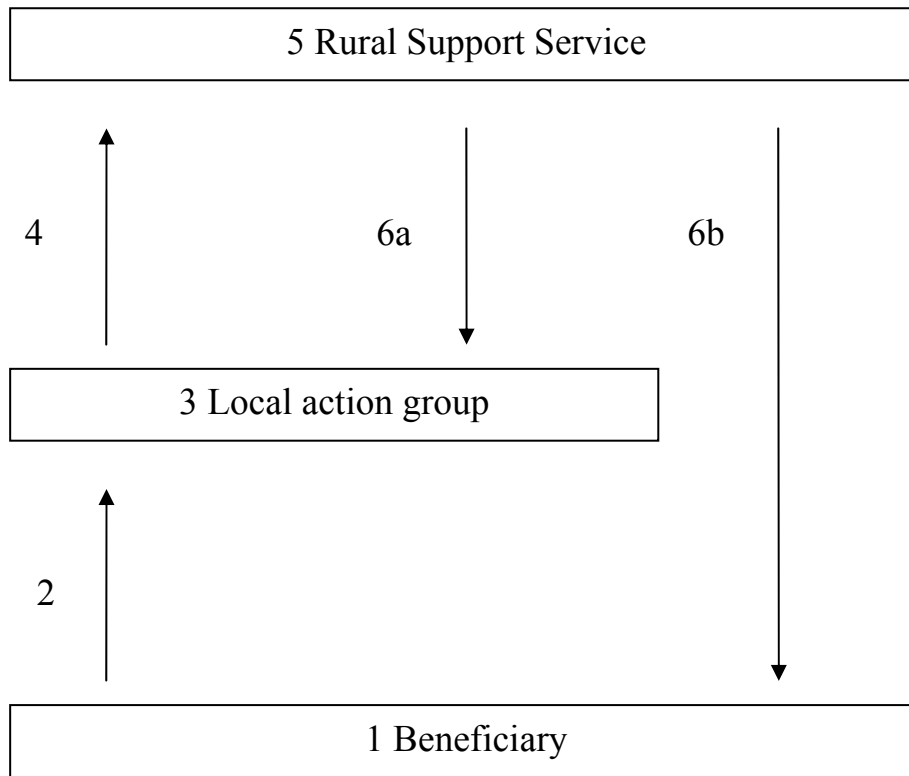 5 Rural Support Service
4
6a
6b
3 Local action group
2
1 Beneficiary